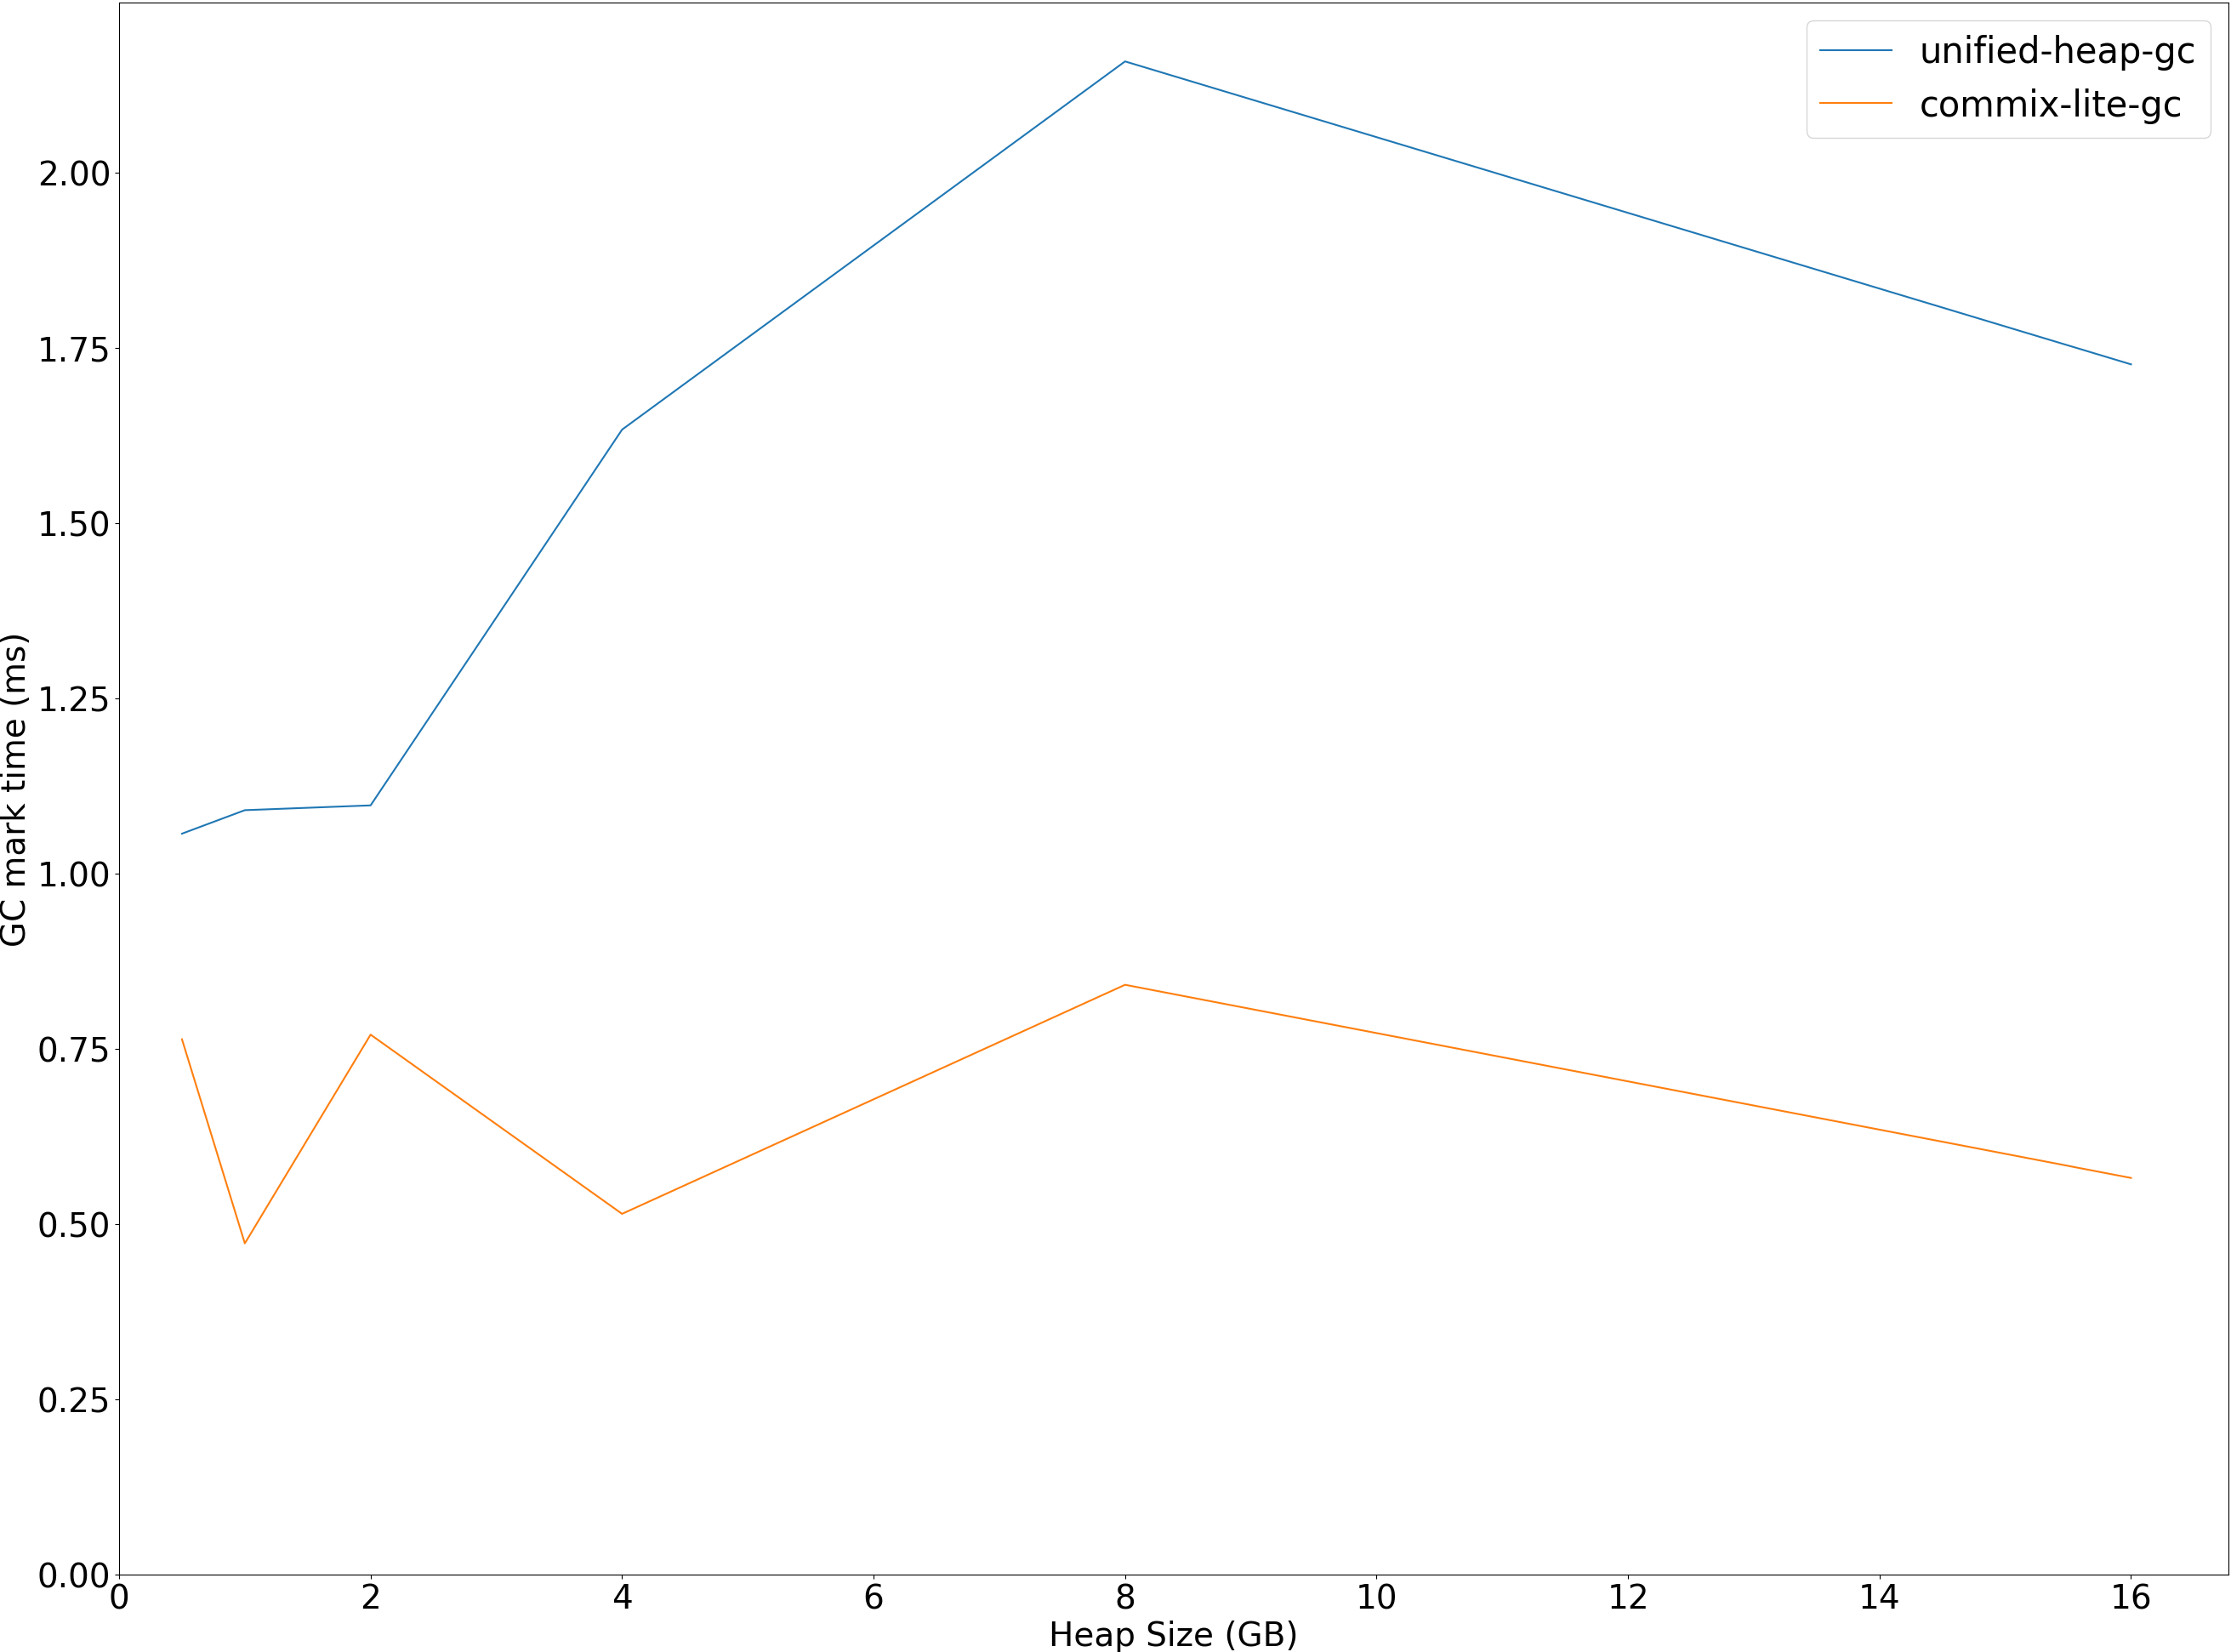 unified-heap-gc
commix-lite-gc
2.00
1.75
1.50
1.25
1.00
0.75
0.50
0.25
0.00
GC mark time (ms)
0 2 4 6 8 10 12 14 16
Heap Size (GB)